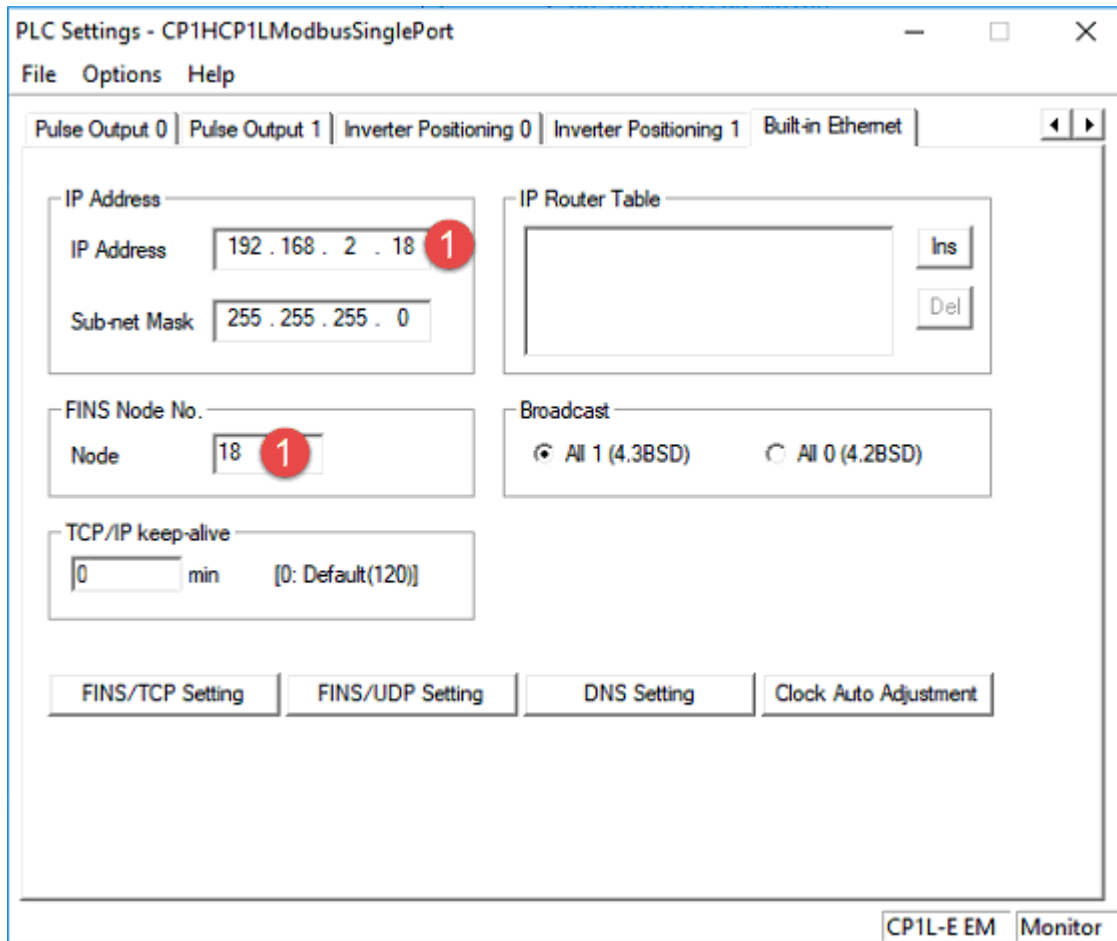 PLC Settings - CP1HCP1LModbusSinglePort
File Options Help
Pulse Output 0 Pulse Output 1 Inverter Positioning 0 Inverter Positioning 1 Built-in Ethernet
IP Address
IP Address 192 . 168 . 2 . 18 1
Sub-net Mask 255 . 255 . 255 . 0
IP Router Table
Ins
Del
FINS Node No.
Node 18 1
Broadcast
All 1 (4.3BSD) All 0 (4.2BSD)
TCP/IP keep-alive
0 min [0: Default(120)]
FINS/TCP Setting FINS/UDP Setting DNS Setting Clock Auto Adjustment
CP1L-E EM Monitor